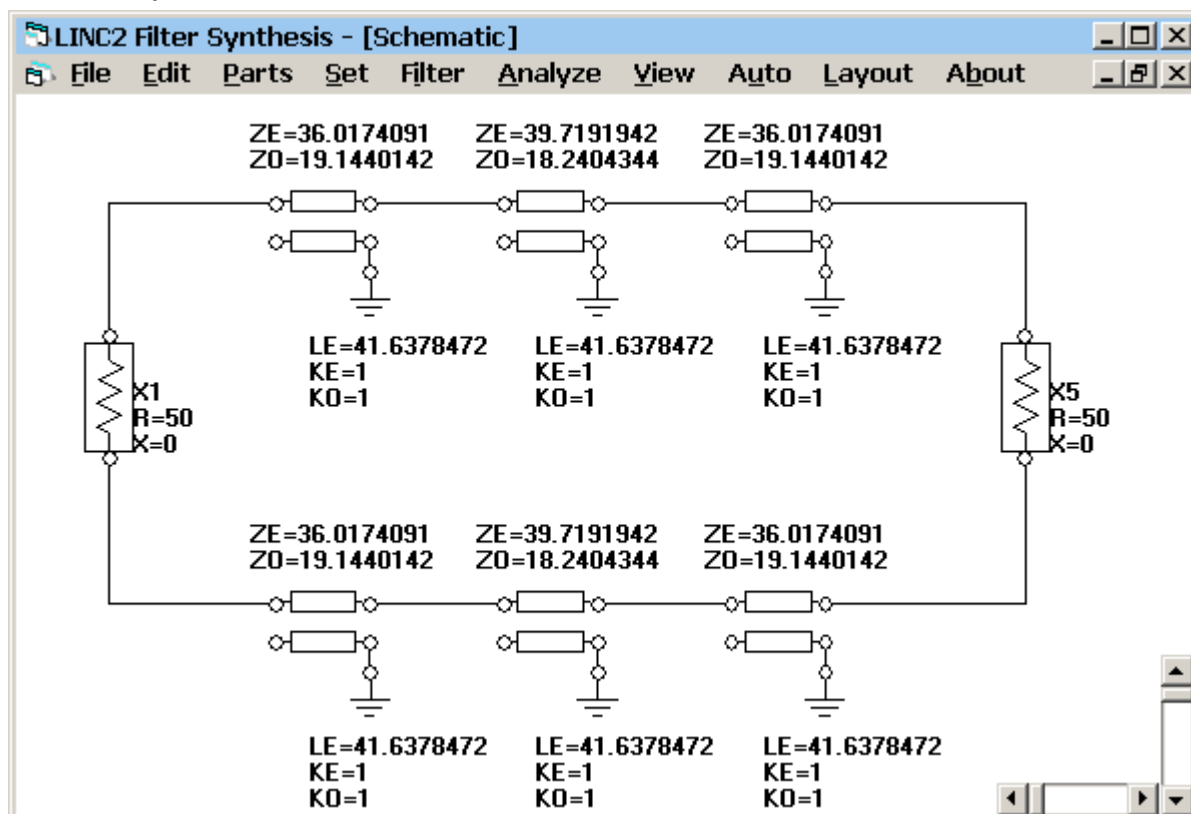 LINC2 Filter Synthesis - [Schematic]
File Edit Parts Set Filter Analyze View Auto Layout About
ZE=36.0174091 ZE=39.7191942 ZE=36.0174091
ZO=19.1440142 ZO=18.2404344 ZO=19.1440142
LE=41.6378472 LE=41.6378472 LE=41.6378472
KE=1 KE=1 KE=1
KO=1 KO=1 KO=1
X1 X5
R=50 R=50
X=0 X=0
ZE=36.0174091 ZE=39.7191942 ZE=36.0174091
ZO=19.1440142 ZO=18.2404344 ZO=19.1440142
LE=41.6378472 LE=41.6378472 LE=41.6378472
KE=1 KE=1 KE=1
KO=1 KO=1 KO=1